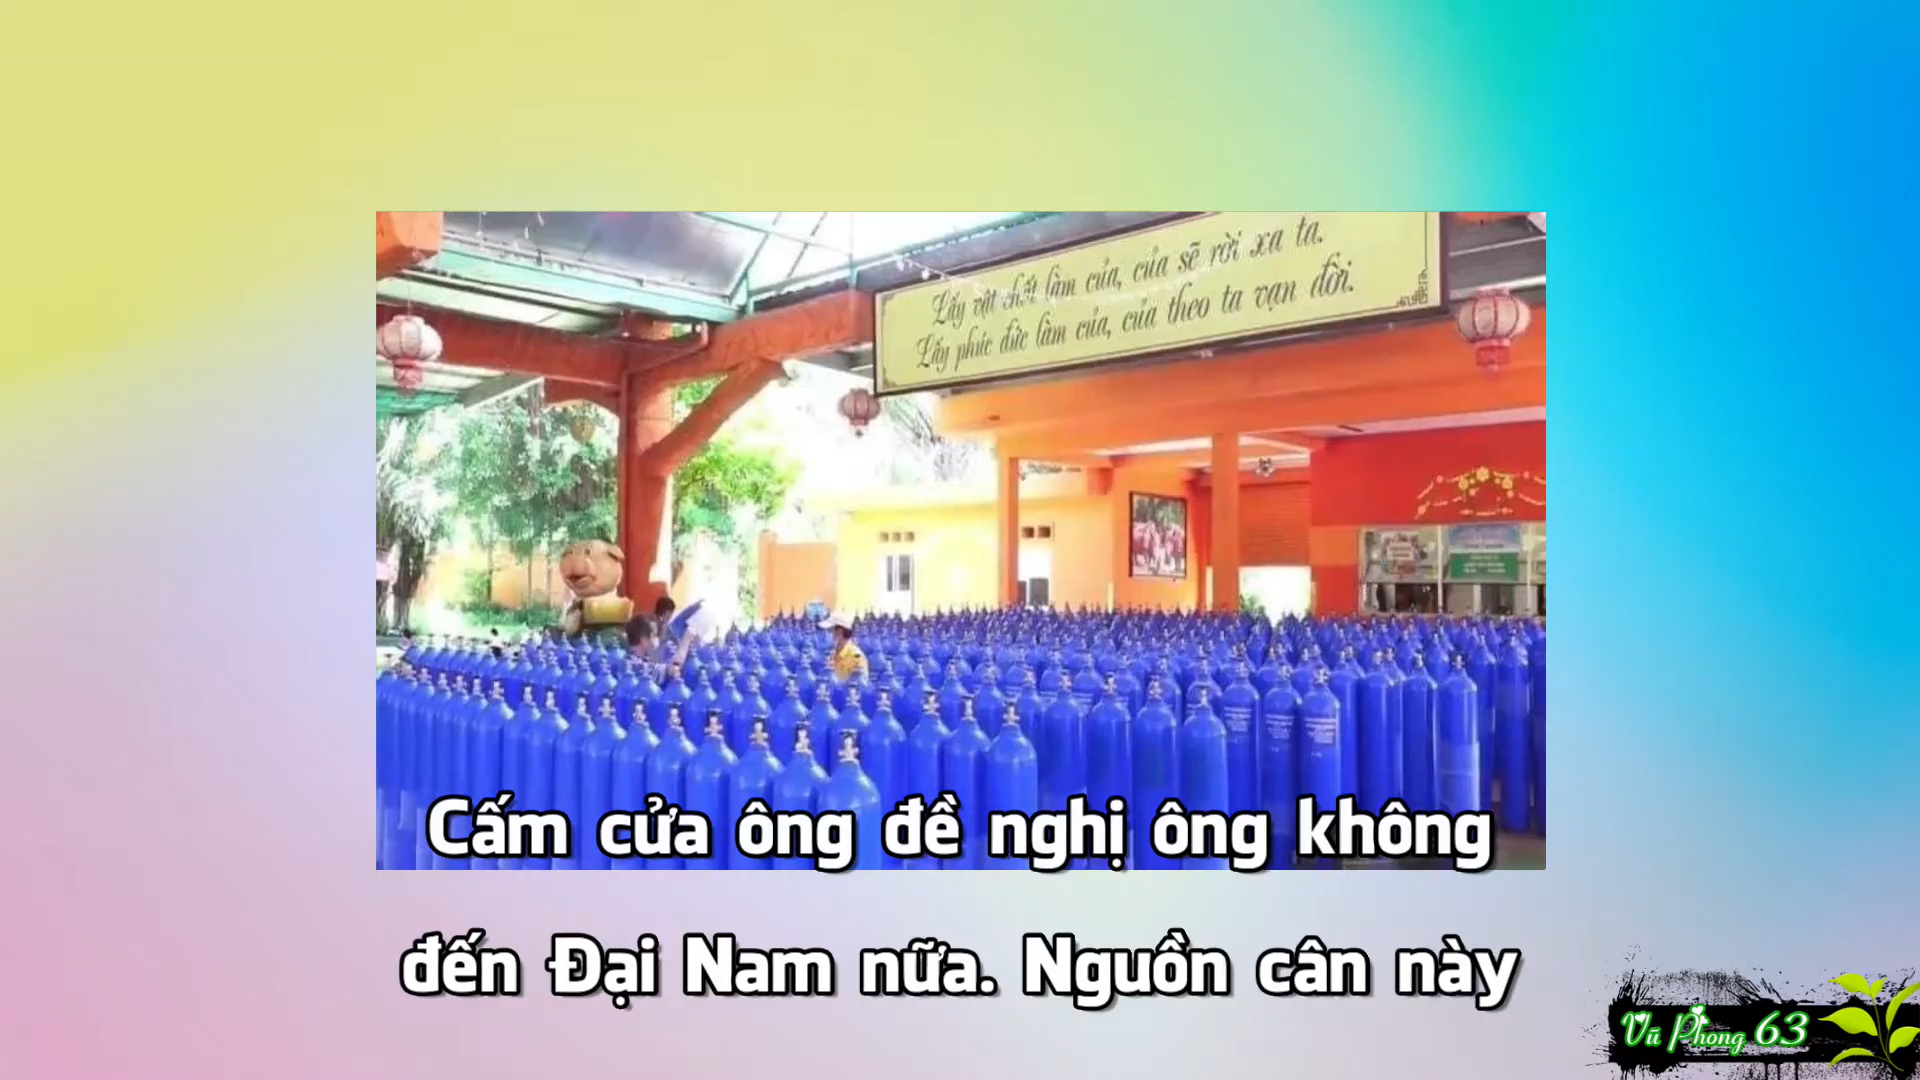 Lấy vật chất làm của, của sẽ rời xa ta.
Lấy phúc đức làm của, của theo ta vạn đời.
Cấm cửa ông đề nghị ông không
đến Đại Nam nữa. Nguồn cân này
Vũ Phong 63